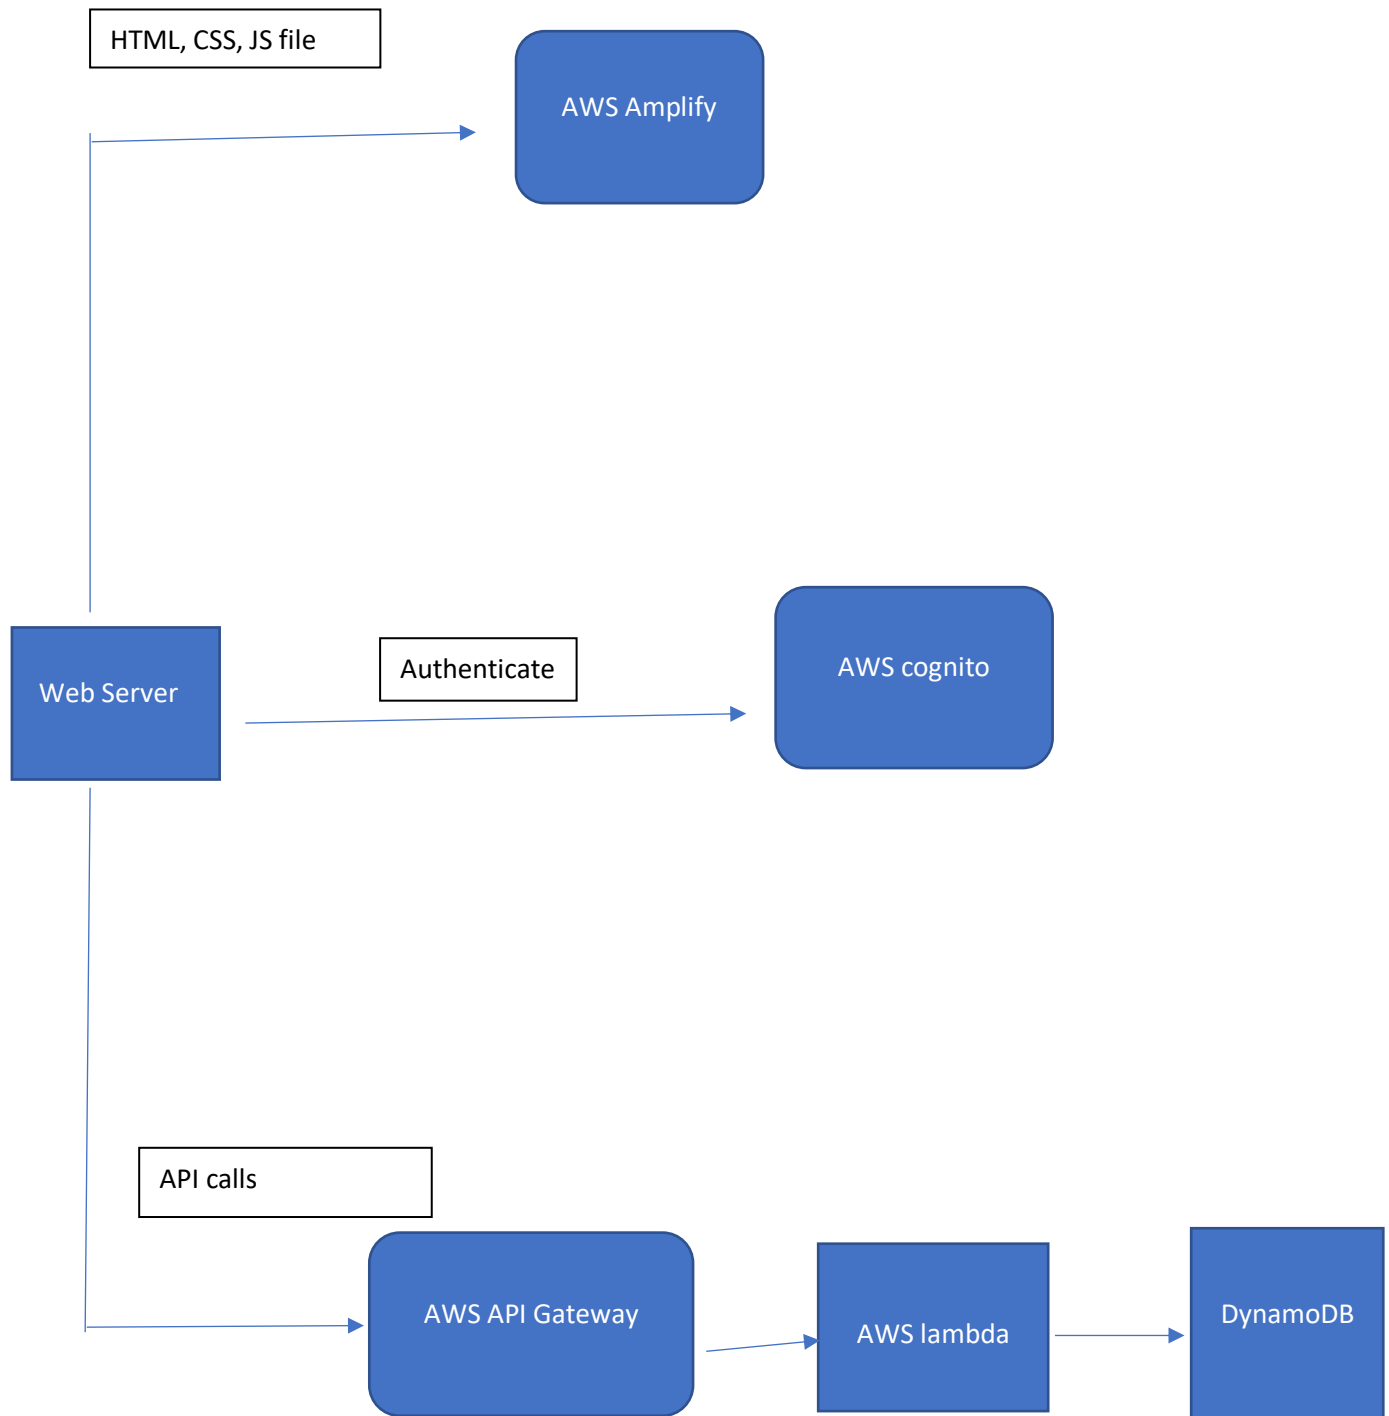 HTML, CSS, JS file
AWS Amplify
Web Server
Authenticate
AWS cognito
API calls
AWS API Gateway
AWS lambda
DynamoDB